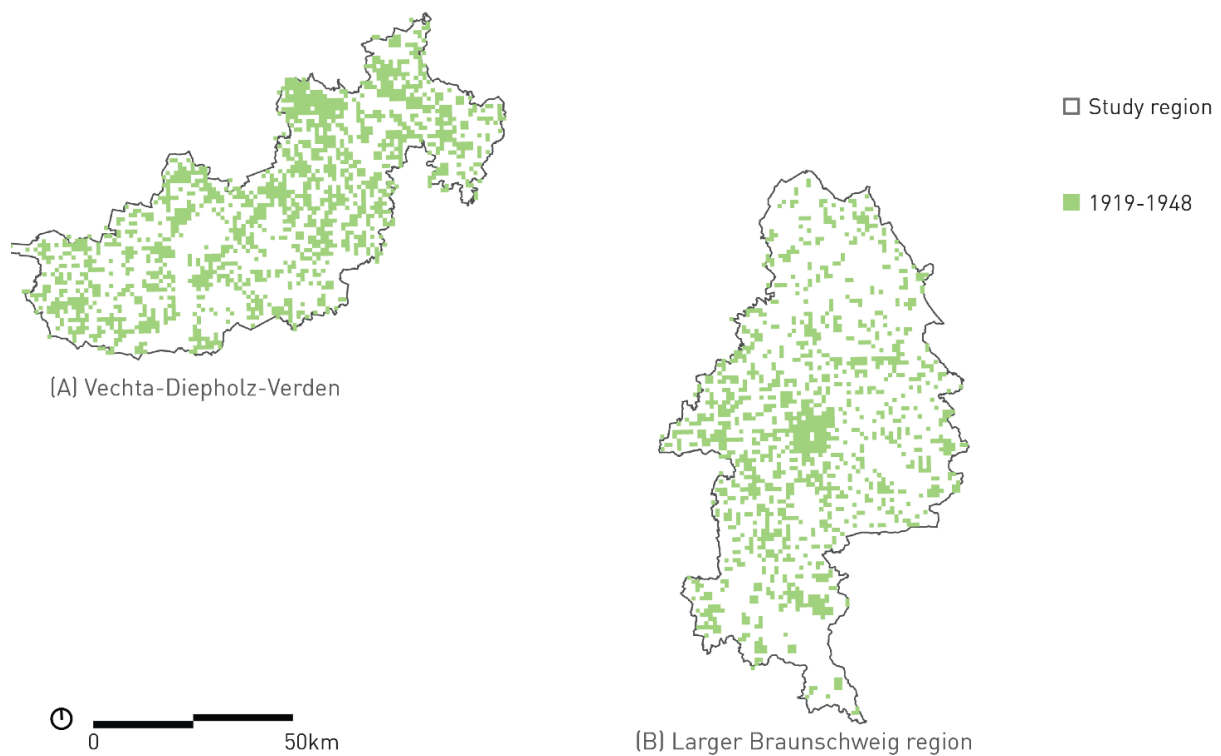 Study region
1919-1948
(A) Vechta-Diepholz-Verden
0 50km
(B) Larger Braunschweig region